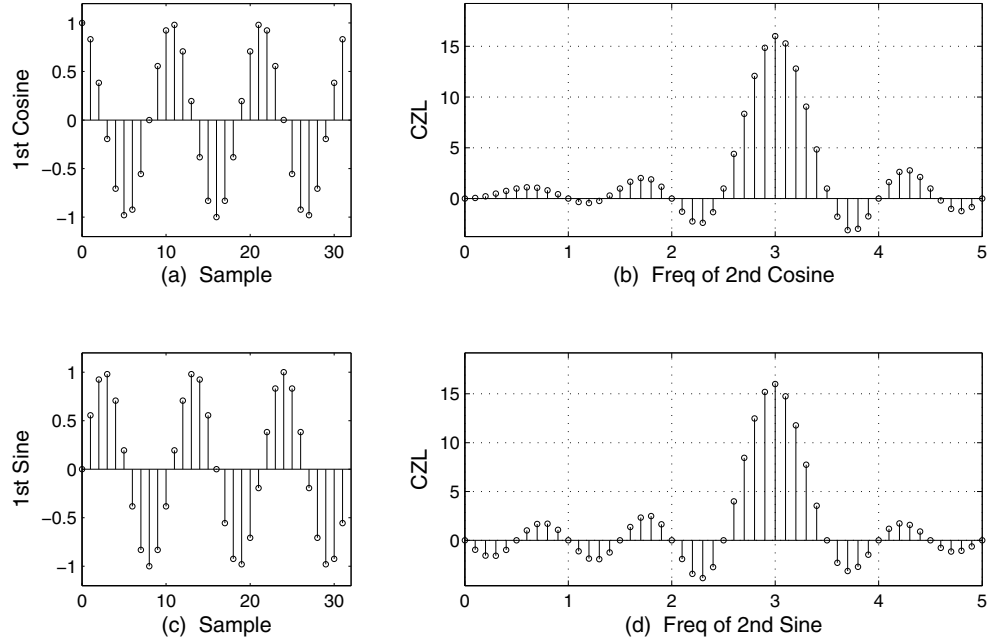 1
0.5
0
−0.5
−1
1st Cosine
0 10 20 30
(a) Sample
15
10
5
0
CZL
0 1 2 3 4 5
(b) Freq of 2nd Cosine
1
0.5
0
−0.5
−1
1st Sine
0 10 20 30
(c) Sample
15
10
5
0
CZL
0 1 2 3 4 5
(d) Freq of 2nd Sine